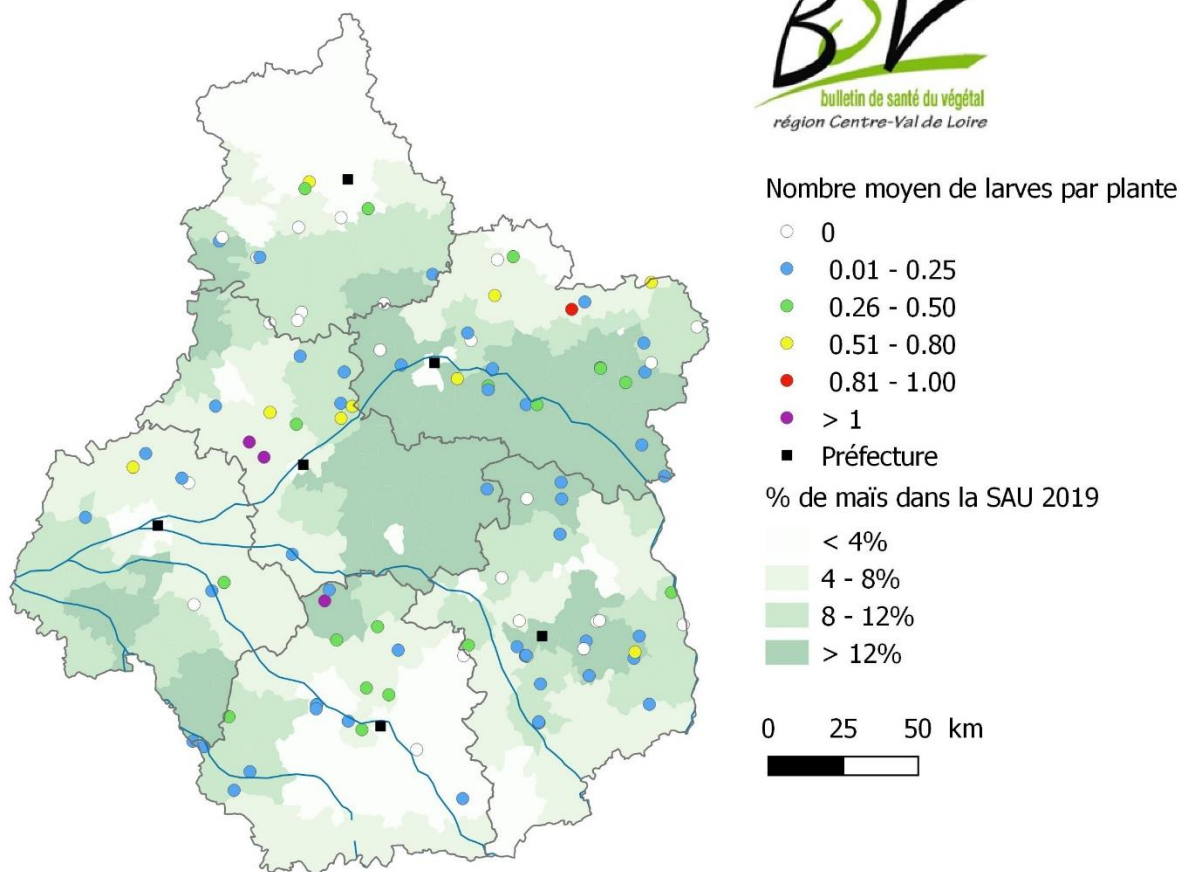 BSV
bulletin de santé du végétal
région Centre-Val de Loire
Nombre moyen de larves par plante
0
0.01 - 0.25
0.26 - 0.50
0.51 - 0.80
0.81 - 1.00
> 1
Préfecture
% de maïs dans la SAU 2019
< 4%
4 - 8%
8 - 12%
> 12%
0 25 50 km